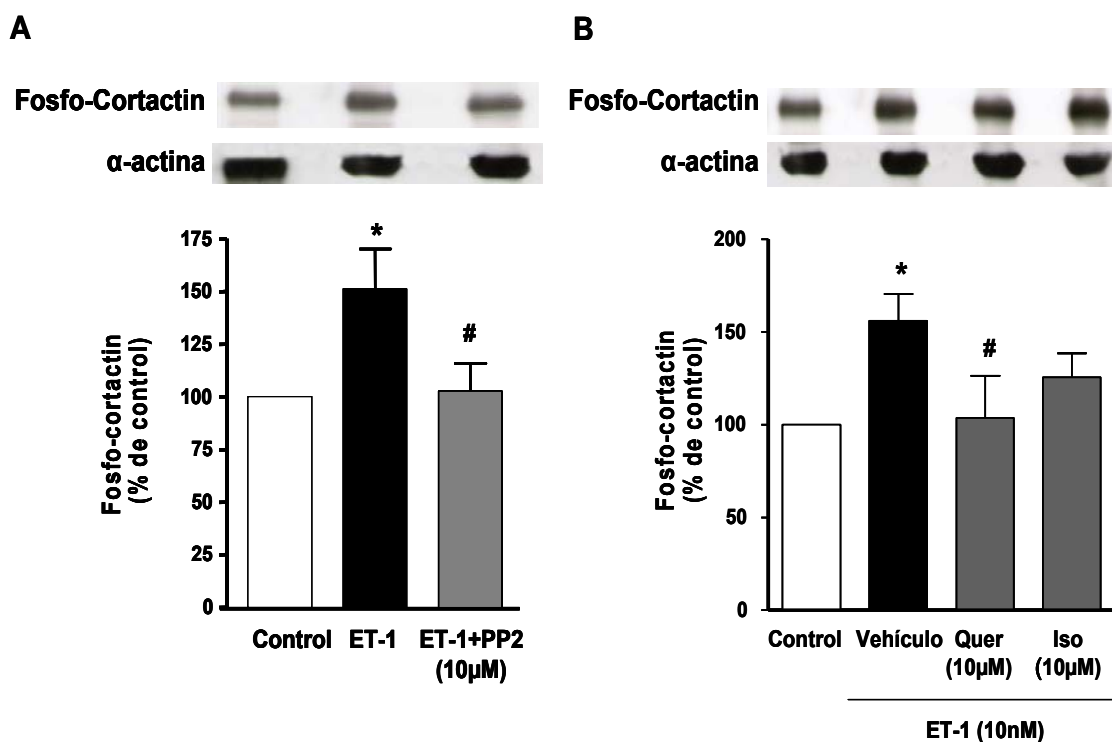 A
Fosfo-Cortactin
α-actina
175
150
125
100
75
50
25
0
Fosfo-cortactin
(% de control)
*
#
Control
ET-1
ET-1+PP2
(10µM)
B
Fosfo-Cortactin
α-actina
200
150
100
50
0
Fosfo-cortactin
(% de control)
*
#
Control
Vehículo
Quer
(10µM)
Iso
(10µM)
ET-1 (10nM)